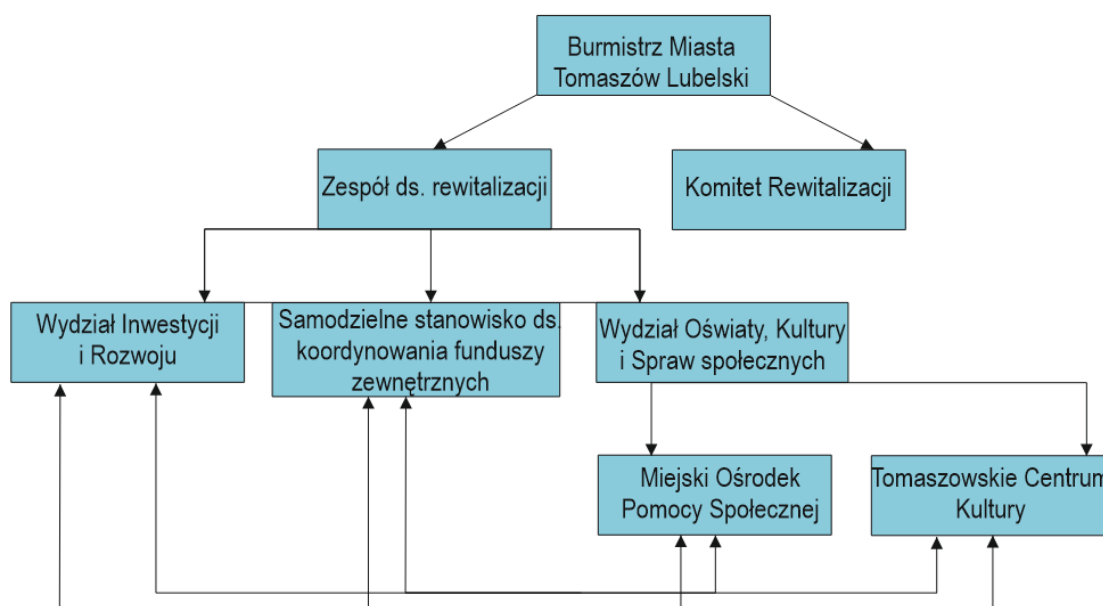 Burmistrz Miasta
Tomaszów Lubelski
Zespół ds. rewitalizacji
Komitet Rewitalizacji
Wydział Inwestycji
i Rozwoju
Samodzielne stanowisko ds.
koordynowania funduszy
zewnętrznych
Wydział Oświaty, Kultury
i Spraw społecznych
Miejski Ośrodek
Pomocy Społecznej
Tomaszowskie Centrum
Kultury